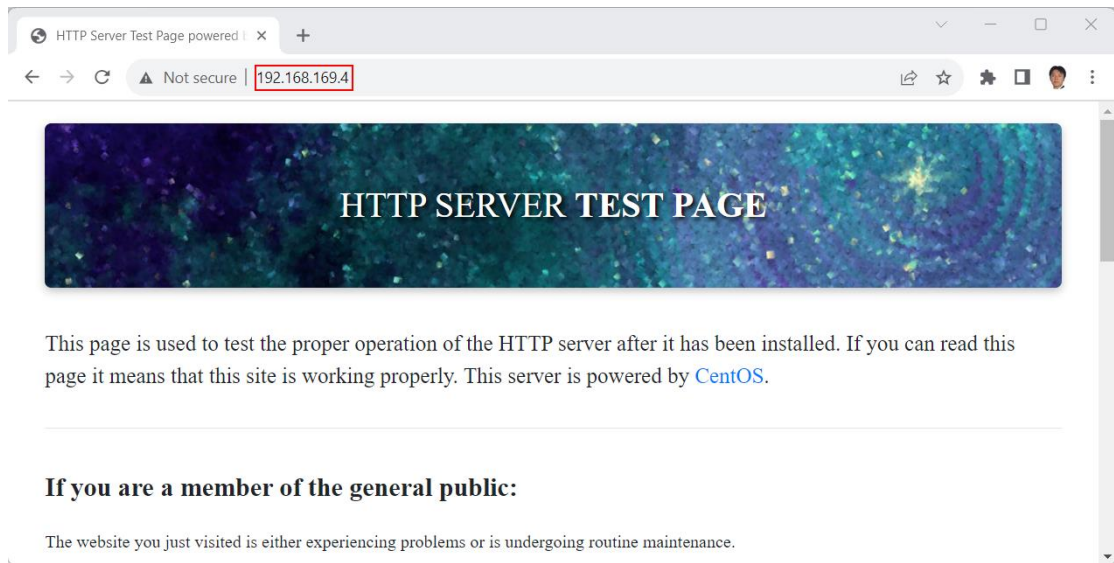 HTTP Server Test Page powered
Not secure | 192.168.169.4
HTTP SERVER TEST PAGE
This page is used to test the proper operation of the HTTP server after it has been installed. If you can read this
page it means that this site is working properly. This server is powered by CentOS.
If you are a member of the general public:
The website you just visited is either experiencing problems or is undergoing routine maintenance.